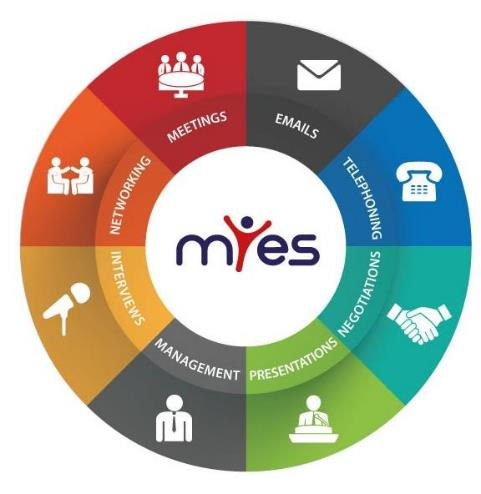 MEETINGS
EMAILS
TELEPHONING
NEGOTIATIONS
PRESENTATIONS
MANAGEMENT
INTERVIEWS
NETWORKING
mYes